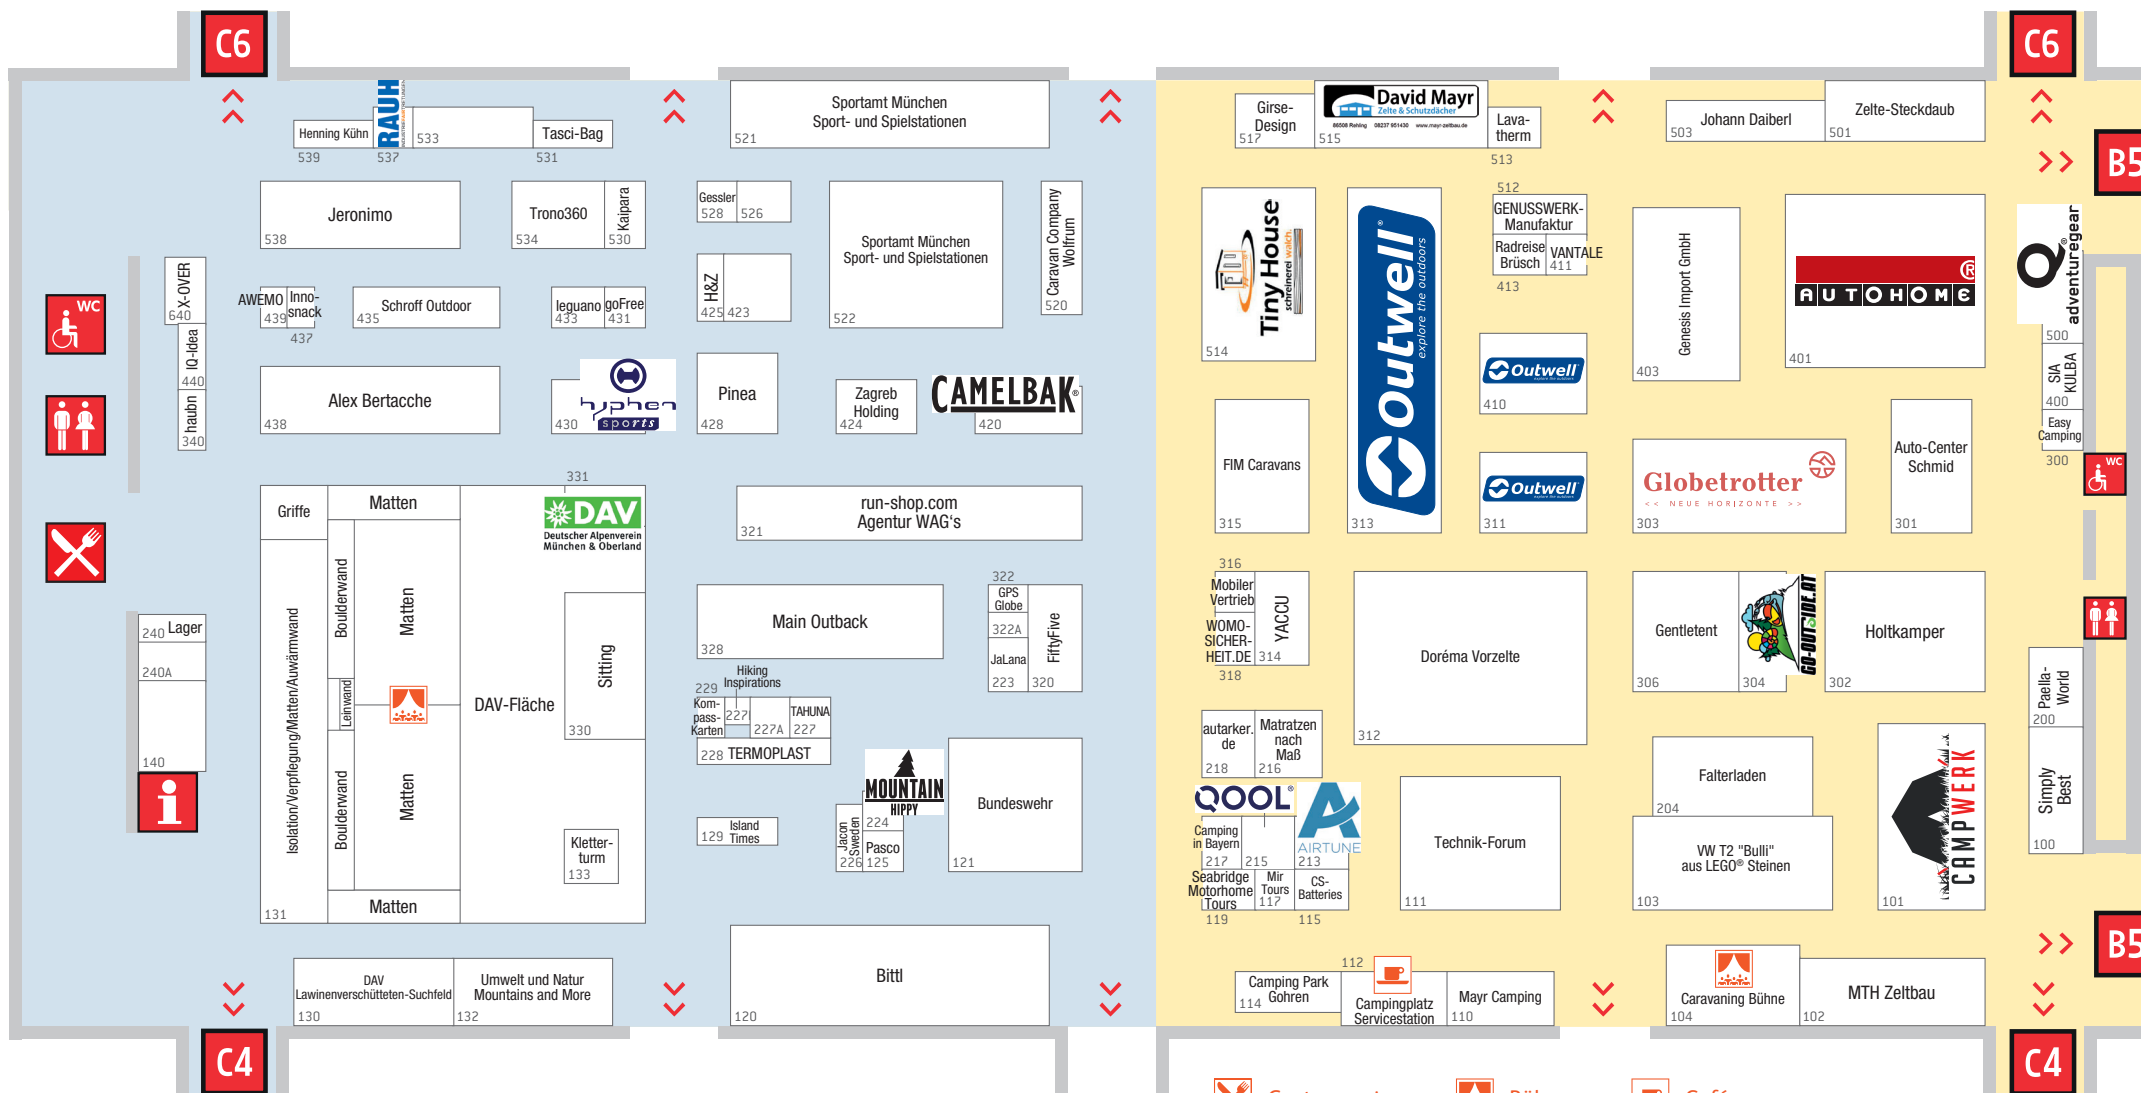 C6
C6
Henning Kühn
539
RAUH
537
533
Tasci-Bag
531
Sportamt München
Sport- und Spielstationen
521
Girse-
Design
517
David Mayr
Zelte & Schutzdächer
86508 Rehling 08237 951430 www.mayr-zeltbau.de
515
Lava-
therm
513
Johann Daiberl
503
Zelte-Steckdaub
501
B5
Jeronimo
538
Trono360
534
Kaipara
530
Gessler
528
526
Sportamt München
Sport- und Spielstationen
522
Caravan Company
Wolfrum
520
Tiny House
schreinerei walch.
514
Outwell®
explore the outdoors
313
512
GENUSSWERK-
Manufaktur
Radreise
Brüsch
VANTALE
411
413
Genesis Import GmbH
403
AUTOHOME®
401
Q®
adventuregear
500
X-OVER
640
AWEMO
439
Inno-
snack
437
Schroff Outdoor
435
leguano
433
goFree
431
H&Z
425
423
WC
IQ-Idea
440
haubn
340
Alex Bertacche
438
hyphen
sports
430
Pinea
428
Zagreb
Holding
424
CAMELBAK®
420
Outwell
410
SIA
KILBA
400
Easy
Camping
300
FIM Caravans
315
Outwell
311
Globetrotter
<< NEUE HORIZONTE >>
303
Auto-Center
Schmid
301
WC
331
Griffe
Matten
DAV
Deutscher Alpenverein
München & Oberland
Isolation/Verpflegung/Matten/Auwärmwand
Boulderwand
Matten
Leinwand
Boulderwand
Matten
Matten
131
DAV-Fläche
Sitting
330
Kletter-
turm
133
run-shop.com
Agentur WAG's
321
Main Outback
328
322
GPS
Globe
322A
JaLana
223
FiftyFive
320
316
Mobiler
Vertrieb
WOMO-
SICHER-
HEIT.DE
318
YACCU
314
Doréma Vorzelte
312
Gentletent
306
GO-OUTSIDE.AT
304
Holtkamper
302
Lager
240
240A
140
Hiking
Inspirations
229
Kom-
pass-
Karten
227
227A
TAHUNA
227
228 TERMOPLAST
autarker.
de
218
Matratzen
nach
Maß
216
Paella-
World
200
Simply
Best
100
MOUNTAIN
HIPPY
224
Jacon
Sweden
226
Pasco
125
Bundeswehr
121
Island
Times
129
QOOL®
Camping
in Bayern
217
215
AIRTUNE
213
Seabridge
Motorhome
Tours
119
Mir
Tours
117
CS-
Batteries
115
Technik-Forum
111
Falterladen
204
VW T2 "Bulli"
aus LEGO® Steinen
103
CAMPWERK
101
DAV
Lawinenverschütteten-Suchfeld
130
Umwelt und Natur
Mountains and More
132
Bittl
120
Camping Park
Gohren
114
112
Campingplatz
Servicestation
Mayr Camping
110
Caravaning Bühne
104
MTH Zeltbau
102
B5
C4
C4